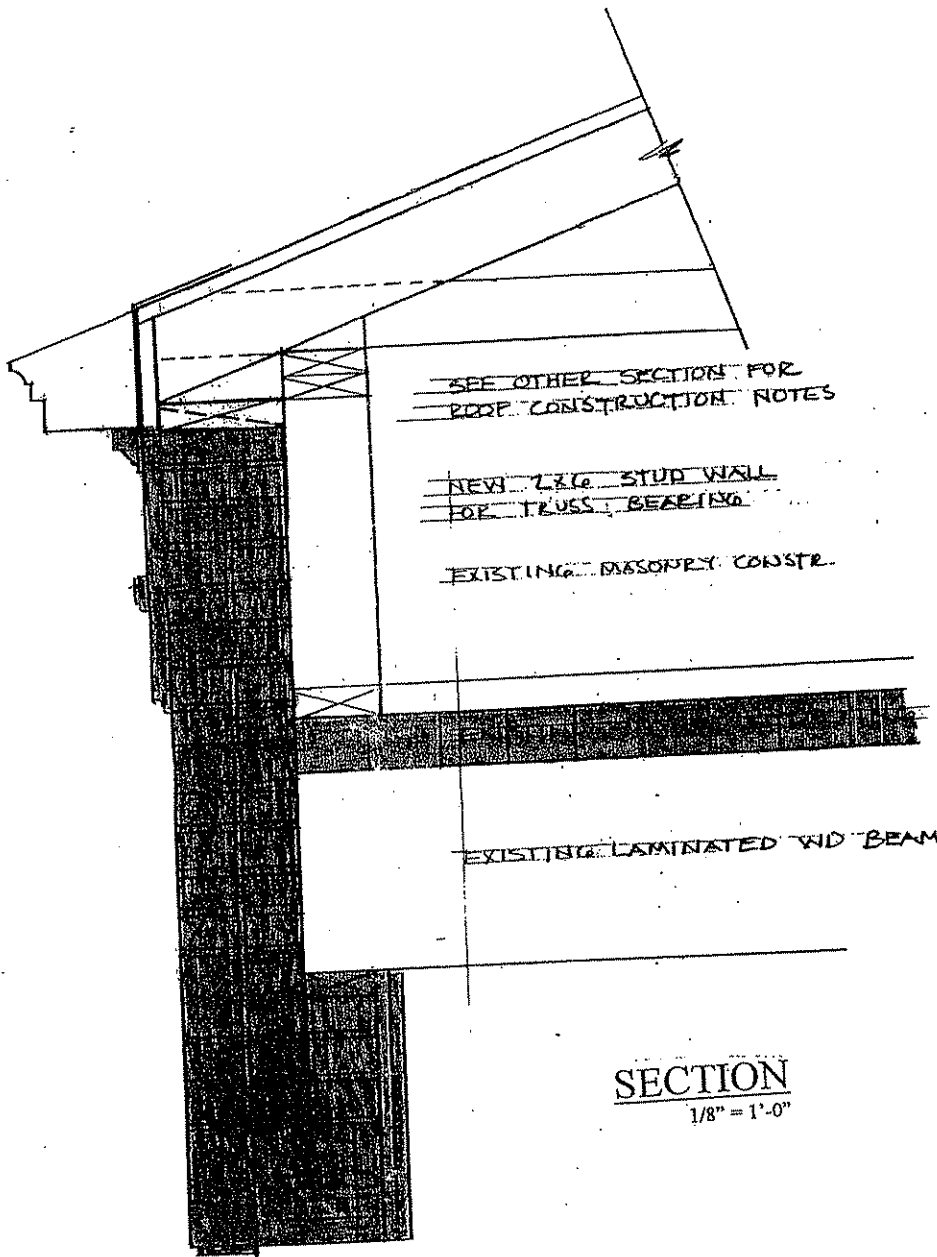 SEE OTHER SECTION FOR
ROOF CONSTRUCTION NOTES
NEW 2X6 STUD WALL
FOR TRUSS BEARING
EXISTING MASONRY CONSTR.
EXISTING LAMINATED WD BEAM
SECTION
1/8" = 1'-0"